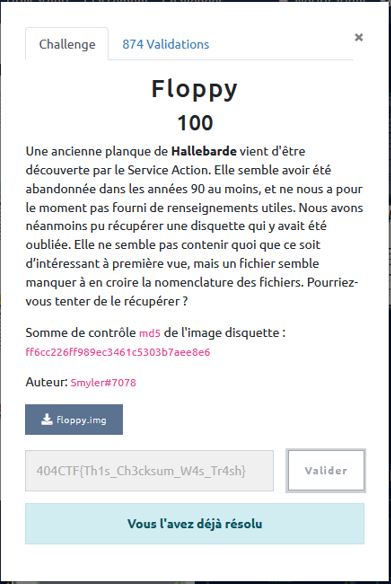 Challenge
874 Validations
×
Floppy
100
Une ancienne planque de Hallebarde vient d'être
découverte par le Service Action. Elle semble avoir été
abandonnée dans les années 90 au moins, et ne nous a pour
le moment pas fourni de renseignements utiles. Nous avons
néanmoins pu récupérer une disquette qui y avait été
oubliée. Elle ne semble pas contenir quoi que ce soit
d'intéressant à première vue, mais un fichier semble
manquer à en croire la nomenclature des fichiers. Pourriez-
vous tenter de le récupérer ?
Somme de contrôle md5 de l'image disquette :
ff6cc226ff989ec3461c5303b7aee8e6
Auteur: Smyler#7078
floppy.img
404CTF{Th1s_Ch3cksum_W4s_Tr4sh}
Valider
Vous l'avez déjà résolu